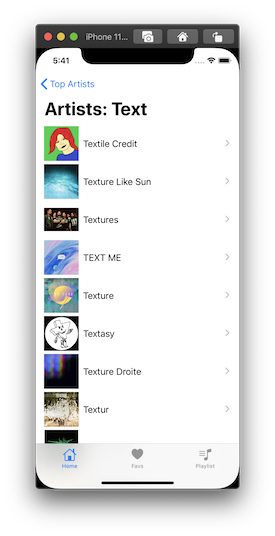 iPhone 11...
5:41
Top Artists
Artists: Text
Textile Credit
Texture Like Sun
Textures
TEXT ME
Texture
Textasy
Texture Droite
Textur
Home
Favs
Playlist